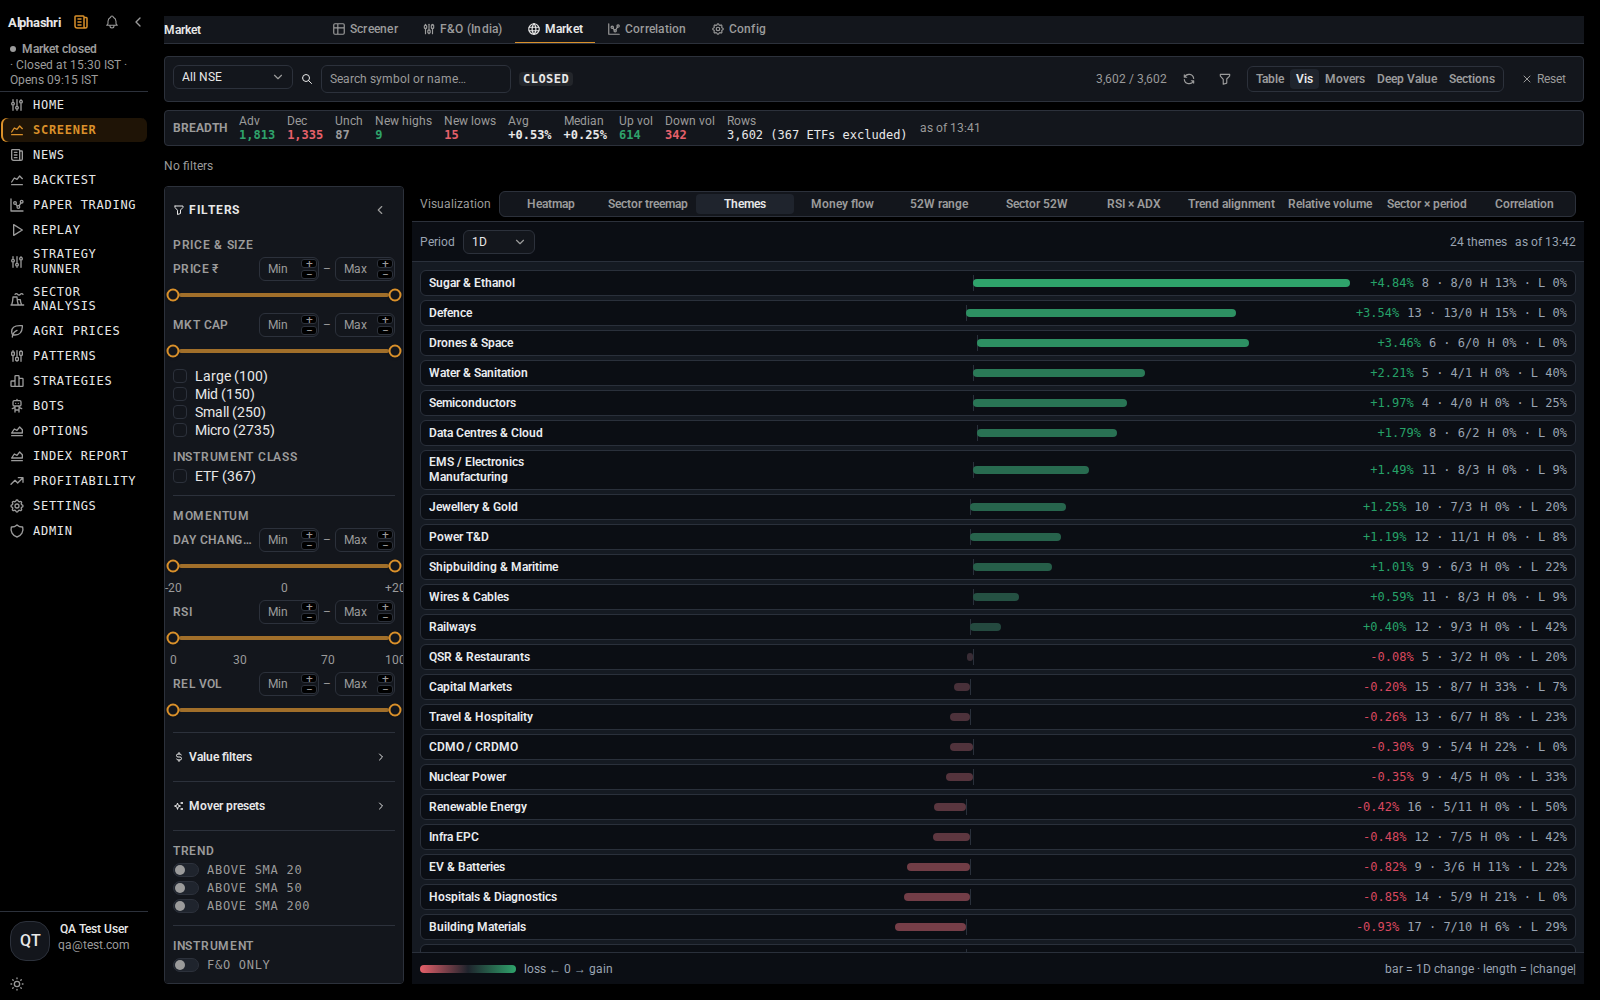 Alphashri
Market closed
· Closed at 15:30 IST ·
Opens 09:15 IST
HOME
SCREENER
NEWS
BACKTEST
PAPER TRADING
REPLAY
STRATEGY
RUNNER
SECTOR
ANALYSIS
AGRI PRICES
PATTERNS
STRATEGIES
BOTS
OPTIONS
INDEX REPORT
PROFITABILITY
SETTINGS
ADMIN
QT
QA Test User
qa@test.com
Market
Screener
F&O (India)
Market
Correlation
Config
All NSE
Search symbol or name…
CLOSED
3,602 / 3,602
Table Vis Movers Deep Value Sections
Reset
BREADTH
Adv Dec Unch New highs New lows Avg Median Up vol Down vol Rows
1,813 1,335 87 9 15 +0.53% +0.25% 614 342 3,602 (367 ETFs excluded)
as of 13:41
No filters
FILTERS
PRICE & SIZE
PRICE ₹ Min + − – Max + −
MKT CAP Min + − – Max + −
Large (100)
Mid (150)
Small (250)
Micro (2735)
INSTRUMENT CLASS
ETF (367)
MOMENTUM
DAY CHANG… Min + − – Max + −
-20 0 +20
RSI Min + − – Max + −
0 30 70 100
REL VOL Min + − – Max + −
$ Value filters
Mover presets
TREND
ABOVE SMA 20
ABOVE SMA 50
ABOVE SMA 200
INSTRUMENT
F&O ONLY
Visualization Heatmap Sector treemap Themes Money flow 52W range Sector 52W RSI × ADX Trend alignment Relative volume Sector × period Correlation
Period 1D
24 themes as of 13:42
Sugar & Ethanol +4.84% 8 · 8/0 H 13% · L 0%
Defence +3.54% 13 · 13/0 H 15% · L 0%
Drones & Space +3.46% 6 · 6/0 H 0% · L 0%
Water & Sanitation +2.21% 5 · 4/1 H 0% · L 40%
Semiconductors +1.97% 4 · 4/0 H 0% · L 25%
Data Centres & Cloud +1.79% 8 · 6/2 H 0% · L 0%
EMS / Electronics
Manufacturing +1.49% 11 · 8/3 H 0% · L 9%
Jewellery & Gold +1.25% 10 · 7/3 H 0% · L 20%
Power T&D +1.19% 12 · 11/1 H 0% · L 8%
Shipbuilding & Maritime +1.01% 9 · 6/3 H 0% · L 22%
Wires & Cables +0.59% 11 · 8/3 H 0% · L 9%
Railways +0.40% 12 · 9/3 H 0% · L 42%
QSR & Restaurants -0.08% 5 · 3/2 H 0% · L 20%
Capital Markets -0.20% 15 · 8/7 H 33% · L 7%
Travel & Hospitality -0.26% 13 · 6/7 H 8% · L 23%
CDMO / CRDMO -0.30% 9 · 5/4 H 22% · L 0%
Nuclear Power -0.35% 9 · 4/5 H 0% · L 33%
Renewable Energy -0.42% 16 · 5/11 H 0% · L 50%
Infra EPC -0.48% 12 · 7/5 H 0% · L 42%
EV & Batteries -0.82% 9 · 3/6 H 11% · L 22%
Hospitals & Diagnostics -0.85% 14 · 5/9 H 21% · L 0%
Building Materials -0.93% 17 · 7/10 H 6% · L 29%
loss ← 0 → gain
bar = 1D change · length = |change|